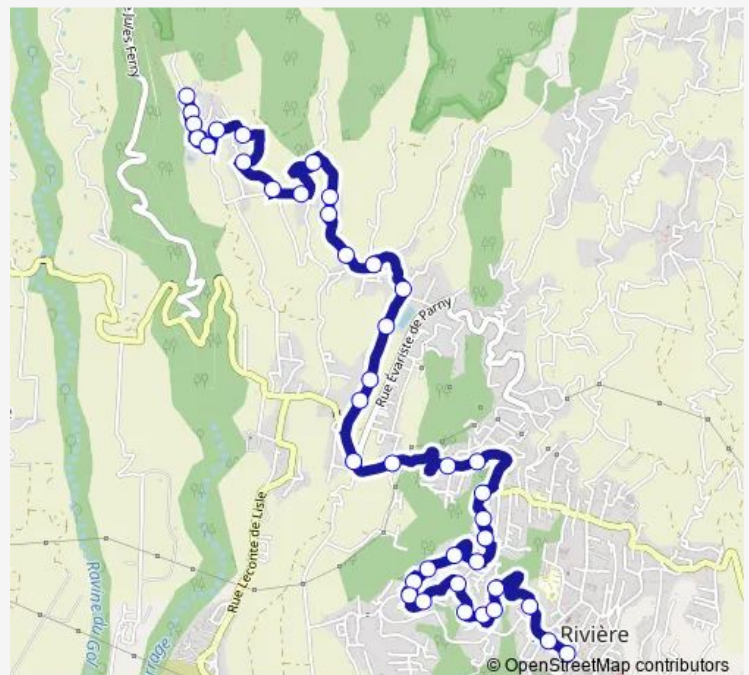 Jules Ferry
Rue Évariste de Parny
Rue Leconte de Lisle
Ravine du Gol
Rivière
© OpenStreetMap contributors